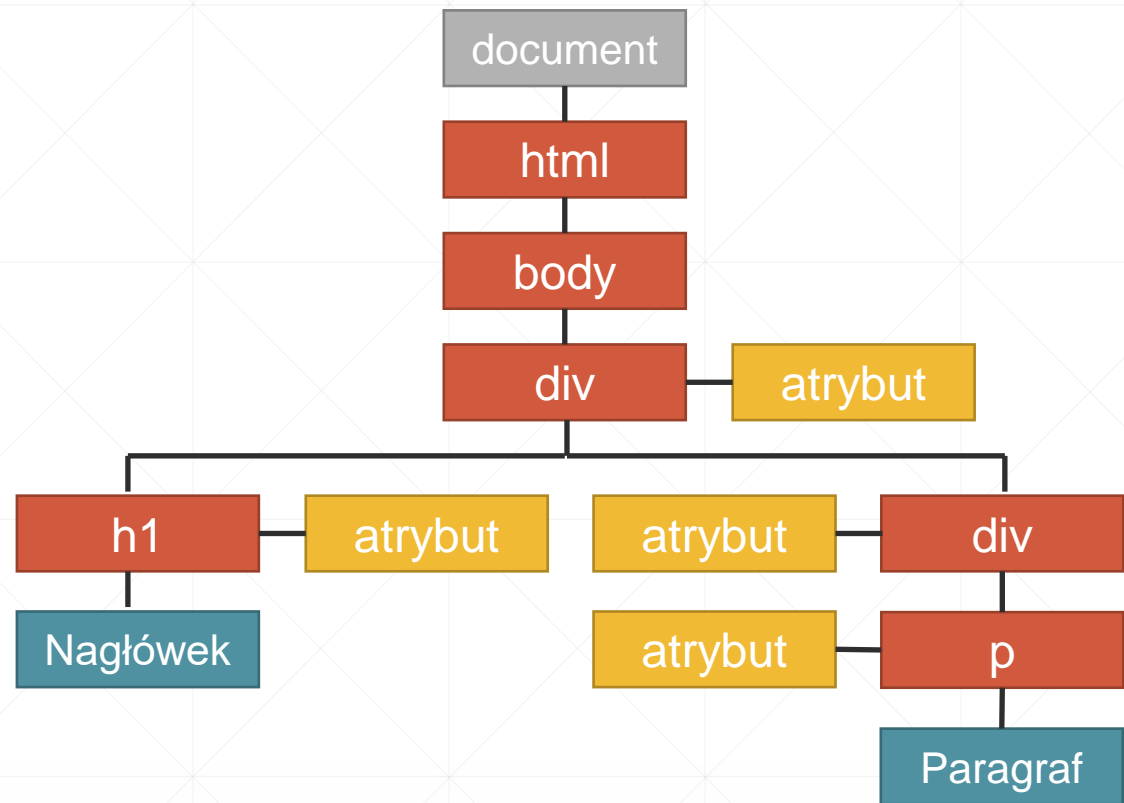 document
html
body
div
atrybut
h1
atrybut
atrybut
div
Nagłówek
atrybut
p
Paragraf